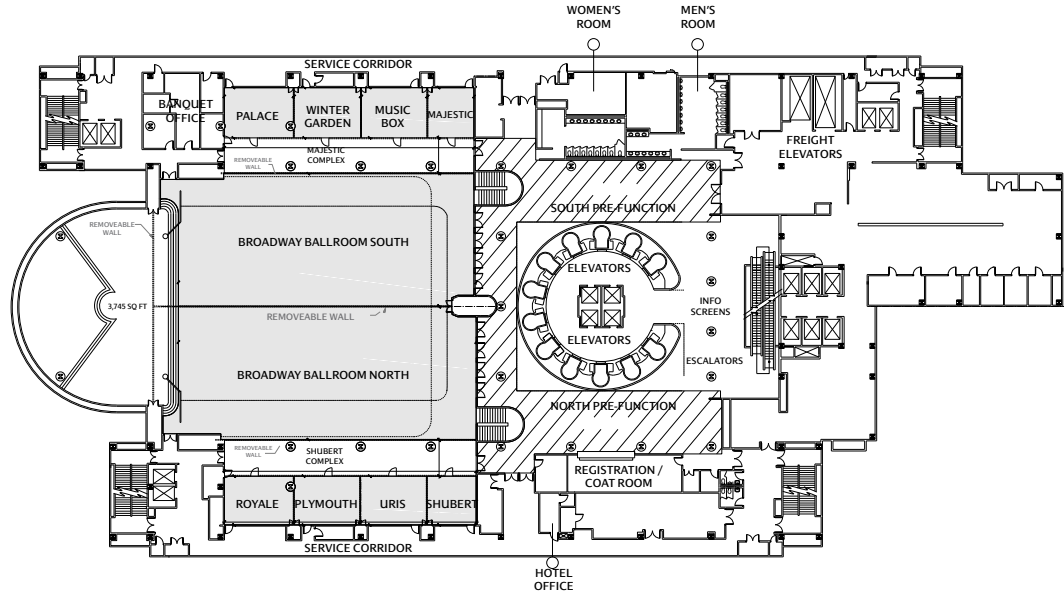 WOMEN'S
ROOM
MEN'S
ROOM
SERVICE CORRIDOR
BANQUET
OFFICE
PALACE
WINTER
GARDEN
MUSIC
BOX
MAJESTIC
FREIGHT
ELEVATORS
MAJESTIC
COMPLEX
REMOVEABLE
WALL
SOUTH PRE-FUNCTION
REMOVEABLE
WALL
BROADWAY BALLROOM SOUTH
ELEVATORS
3,745 SQ FT
INFO
SCREENS
REMOVEABLE WALL
ELEVATORS
ESCALATORS
BROADWAY BALLROOM NORTH
NORTH PRE-FUNCTION
REMOVEABLE
WALL
SHUBERT
COMPLEX
REGISTRATION /
COAT ROOM
ROYALE
PLYMOUTH
URIS
SHUBERT
SERVICE CORRIDOR
HOTEL
OFFICE